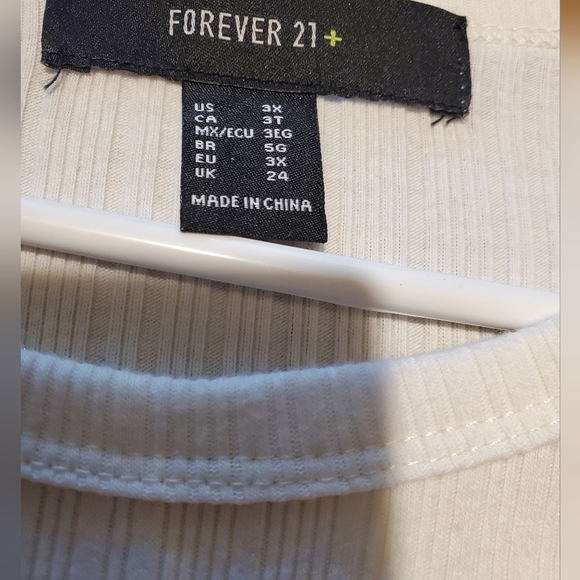 FOREVER 21+
US 3X
CA 3T
MX/ECU 3EG
BR 5G
EU 3X
UK 24
MADE IN CHINA